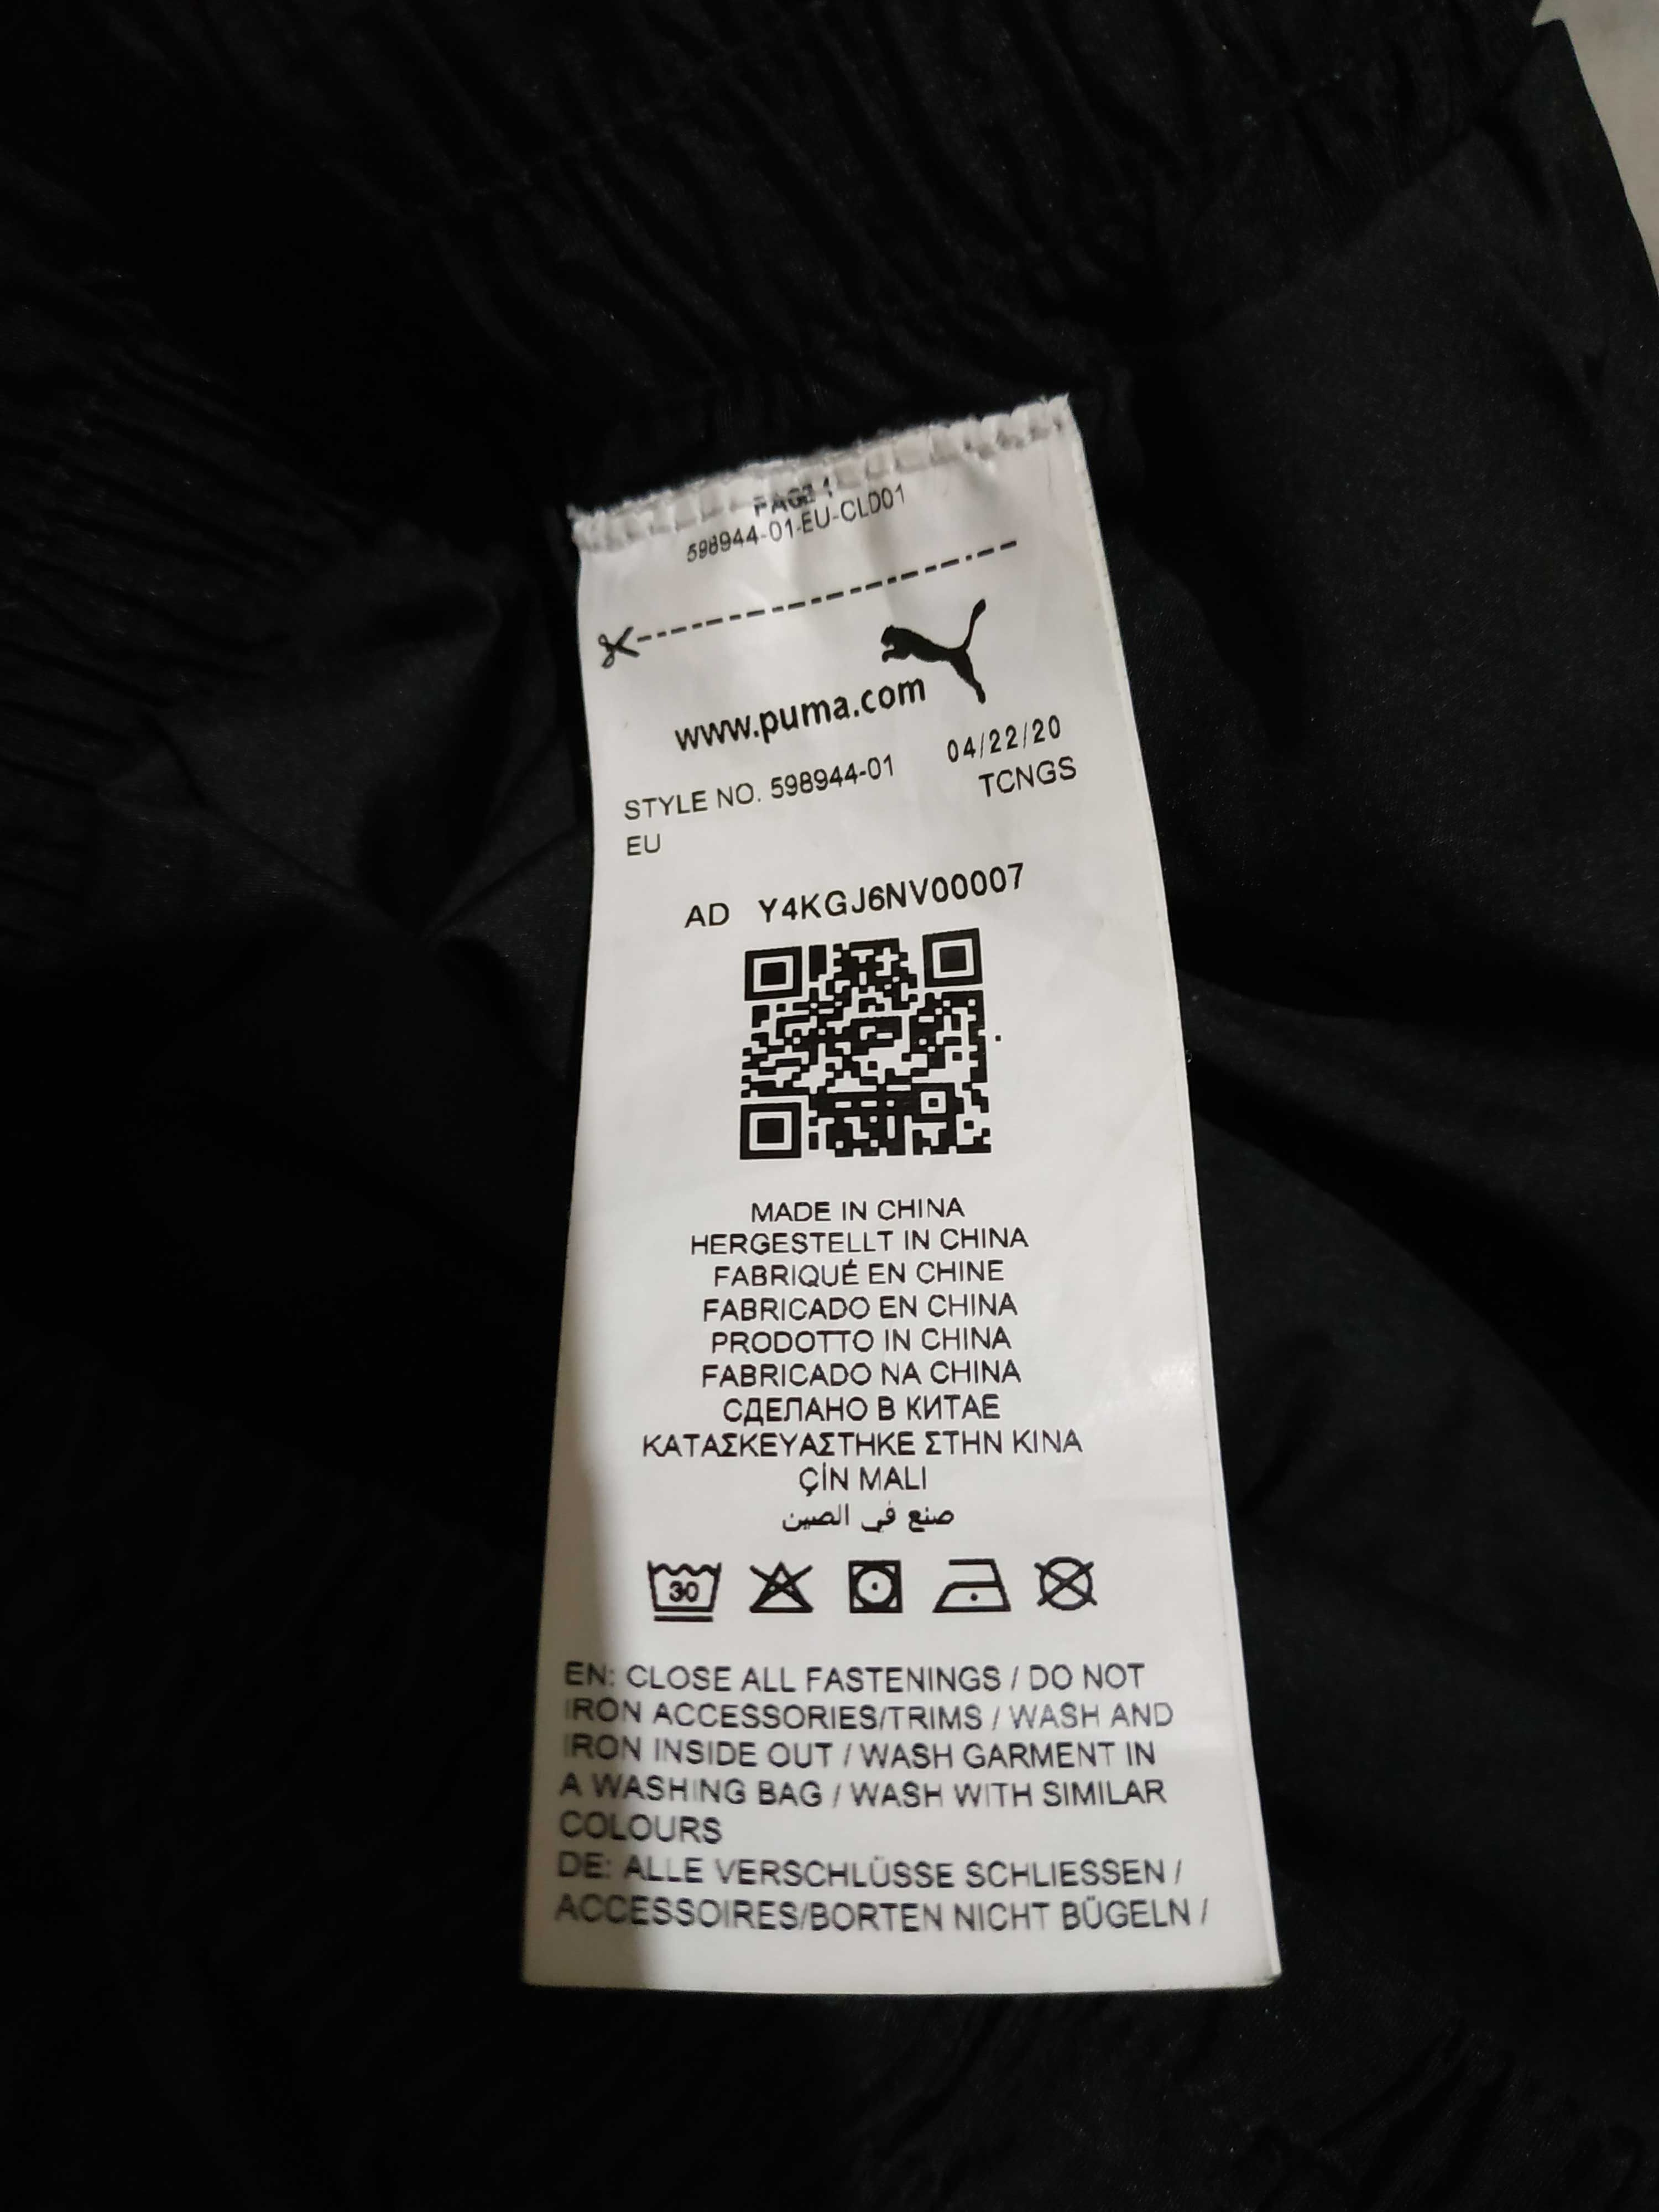 PAGE 1
598944-01-EU-CLD01
www.puma.com
04/22/20
STYLE NO. 598944-01
TCNGS
EU
AD Y4KGJ6NV00007
MADE IN CHINA
HERGESTELLT IN CHINA
FABRIQUÉ EN CHINE
FABRICADO EN CHINA
PRODOTTO IN CHINA
FABRICADO NA CHINA
СДЕЛАНО В КИТАЕ
ΚΑΤΑΣΚΕΥΑΣΤΗΚΕ ΣΤΗΝ ΚΙΝΑ
ÇİN MALI
صنع في الصين
30
EN: CLOSE ALL FASTENINGS / DO NOT
IRON ACCESSORIES/TRIMS / WASH AND
IRON INSIDE OUT / WASH GARMENT IN
A WASHING BAG / WASH WITH SIMILAR
COLOURS
DE: ALLE VERSCHLÜSSE SCHLIESSEN /
ACCESSOIRES/BORTEN NICHT BÜGELN /